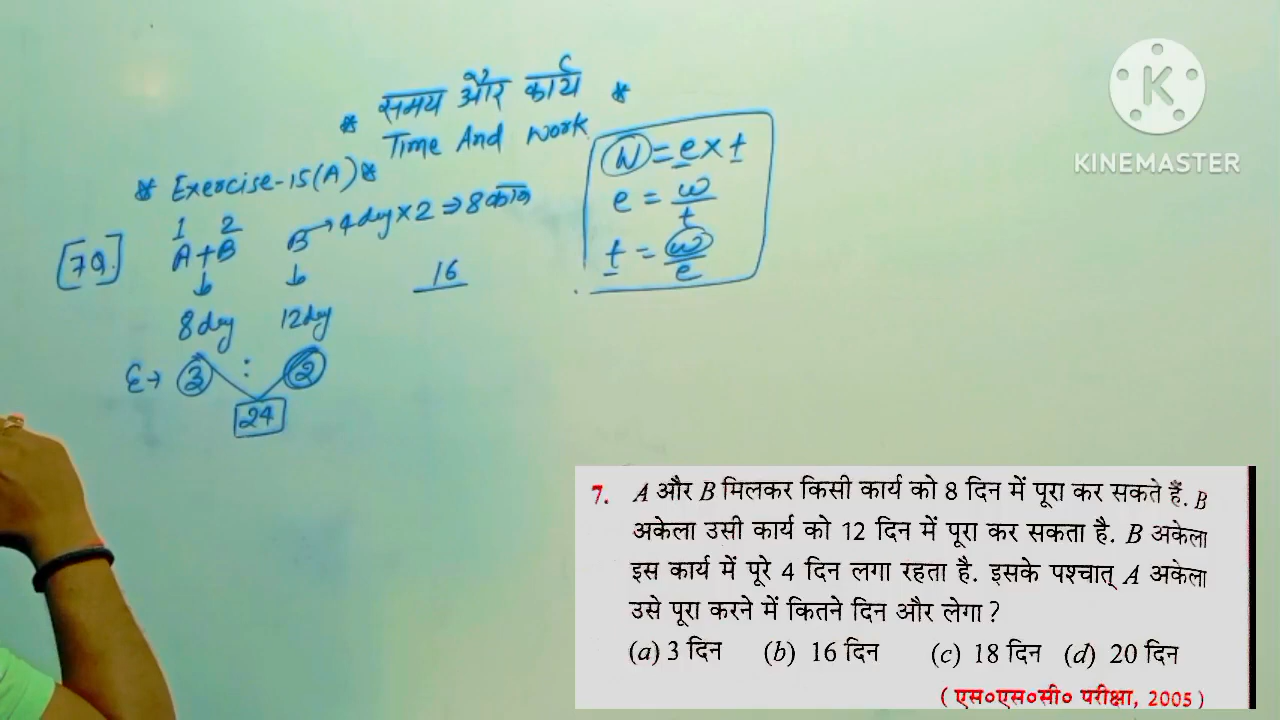 * समय और कार्य *
Time And Work
* Exercise-15(A) *
W = e x t
e = w/t
t = w/e
[7Q.]
1 2
A+B B → 4 day x 2 ⇒ 8 काम
↓ ↓ 16
8 day 12 day
E → 3 : 2
24
KINEMASTER
7. A और B मिलकर किसी कार्य को 8 दिन में पूरा कर सकते हैं. B
अकेला उसी कार्य को 12 दिन में पूरा कर सकता है. B अकेला
इस कार्य में पूरे 4 दिन लगा रहता है. इसके पश्चात् A अकेला
उसे पूरा करने में कितने दिन और लेगा ?
(a) 3 दिन (b) 16 दिन (c) 18 दिन (d) 20 दिन
( एस०एस०सी० परीक्षा, 2005 )